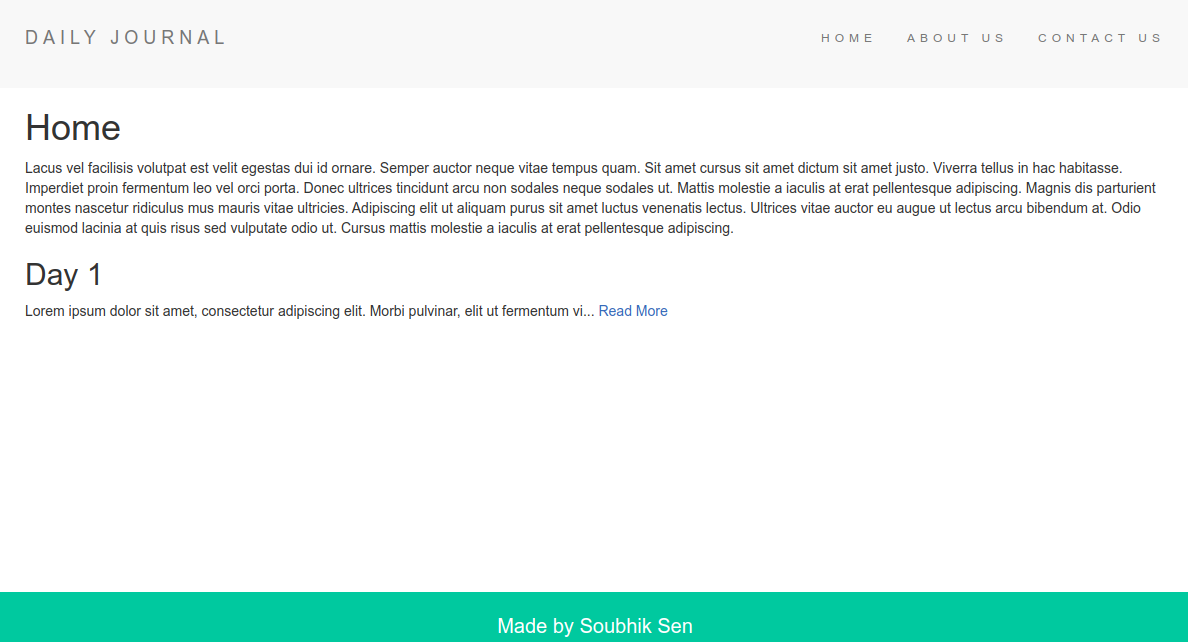 DAILY JOURNAL
HOME ABOUT US CONTACT US
Home
Lacus vel facilisis volutpat est velit egestas dui id ornare. Semper auctor neque vitae tempus quam. Sit amet cursus sit amet dictum sit amet justo. Viverra tellus in hac habitasse.
Imperdiet proin fermentum leo vel orci porta. Donec ultrices tincidunt arcu non sodales neque sodales ut. Mattis molestie a iaculis at erat pellentesque adipiscing. Magnis dis parturient
montes nascetur ridiculus mus mauris vitae ultricies. Adipiscing elit ut aliquam purus sit amet luctus venenatis lectus. Ultrices vitae auctor eu augue ut lectus arcu bibendum at. Odio
euismod lacinia at quis risus sed vulputate odio ut. Cursus mattis molestie a iaculis at erat pellentesque adipiscing.
Day 1
Lorem ipsum dolor sit amet, consectetur adipiscing elit. Morbi pulvinar, elit ut fermentum vi... Read More
Made by Soubhik Sen